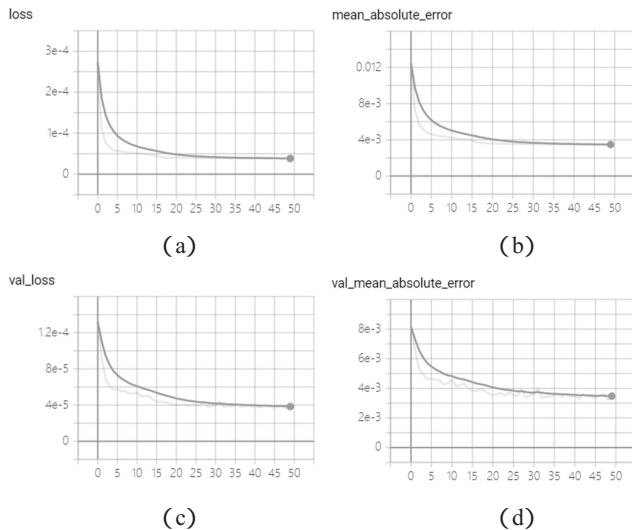 loss
3e-4
2e-4
1e-4
0
0 5 10 15 20 25 30 35 40 45 50
(a)
mean_absolute_error
0.012
8e-3
4e-3
0
0 5 10 15 20 25 30 35 40 45 50
(b)
val_loss
1.2e-4
8e-5
4e-5
0
0 5 10 15 20 25 30 35 40 45 50
(c)
val_mean_absolute_error
8e-3
6e-3
4e-3
2e-3
0
0 5 10 15 20 25 30 35 40 45 50
(d)